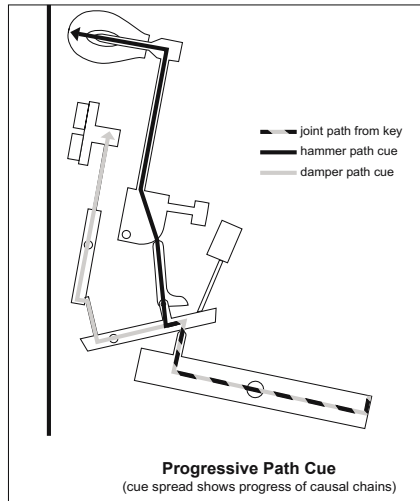 joint path from key
hammer path cue
damper path cue
Progressive Path Cue
(cue spread shows progress of causal chains)